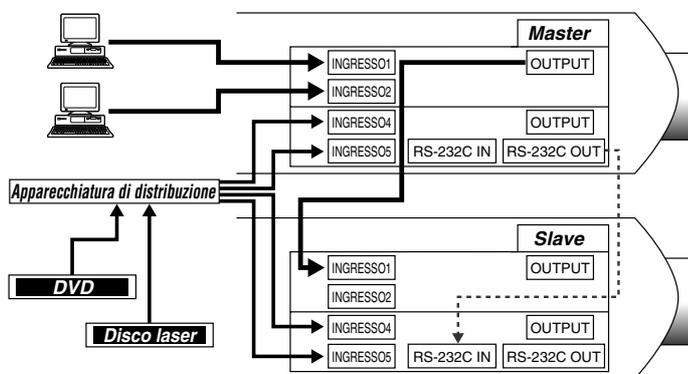 Master
INGRESSO1
OUTPUT
INGRESSO2
INGRESSO4
OUTPUT
INGRESSO5
RS-232C IN
RS-232C OUT
Apparecchiatura di distribuzione
Slave
INGRESSO1
OUTPUT
DVD
INGRESSO2
Disco laser
INGRESSO4
OUTPUT
INGRESSO5
RS-232C IN
RS-232C OUT